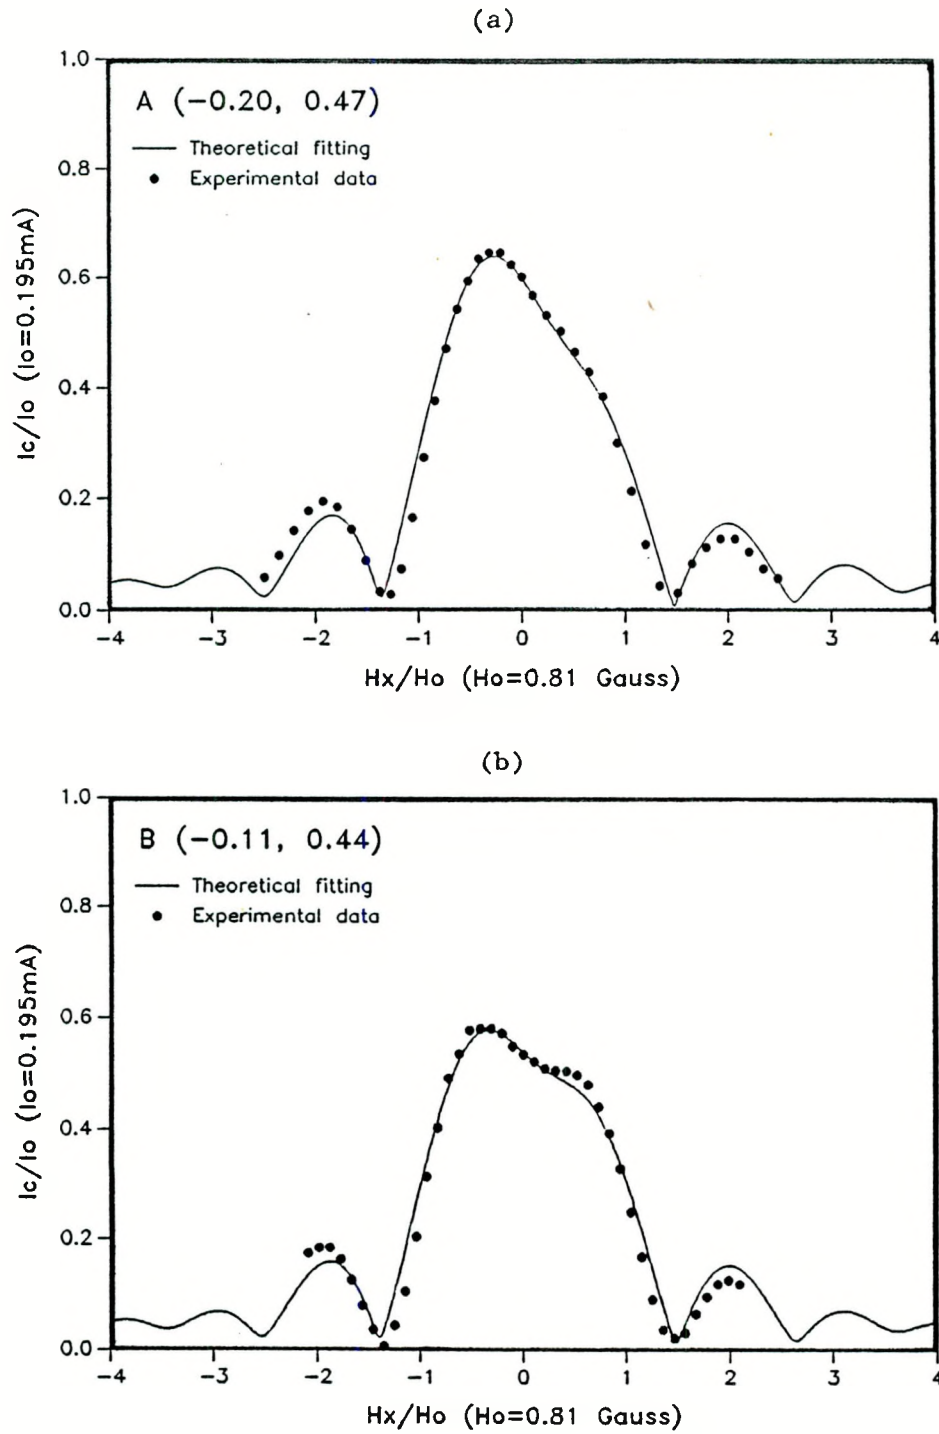 (a)
1.0
0.8
0.6
0.4
0.2
0.0
Ic/Io (Io=0.195mA)
A (−0.20, 0.47)
Theoretical fitting
Experimental data
−4 −3 −2 −1 0 1 2 3 4
Hx/Ho (Ho=0.81 Gauss)
(b)
1.0
0.8
0.6
0.4
0.2
0.0
Ic/Io (Io=0.195mA)
B (−0.11, 0.44)
Theoretical fitting
Experimental data
−4 −3 −2 −1 0 1 2 3 4
Hx/Ho (Ho=0.81 Gauss)